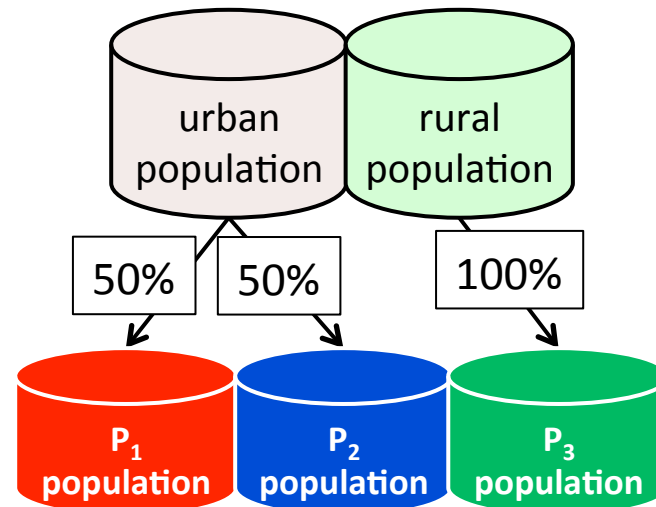 urban
population
rural
population
50%
50%
100%
P₁
population
P₂
population
P₃
population